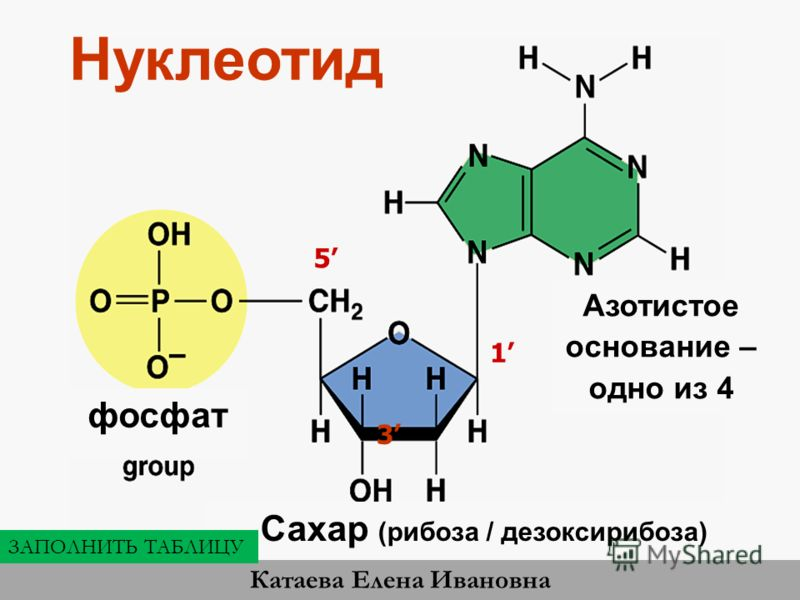 Нуклеотид
H H
N
N N
H
N N H
5′
OH
O P O CH₂
O⁻
O
1′
Азотистое
основание –
одно из 4
H H
фосфат
H 3′ H
group
OH H
Сахар (рибоза / дезоксирибоза)
ЗАПОЛНИТЬ ТАБЛИЦУ
MyShared
Катаева Елена Ивановна